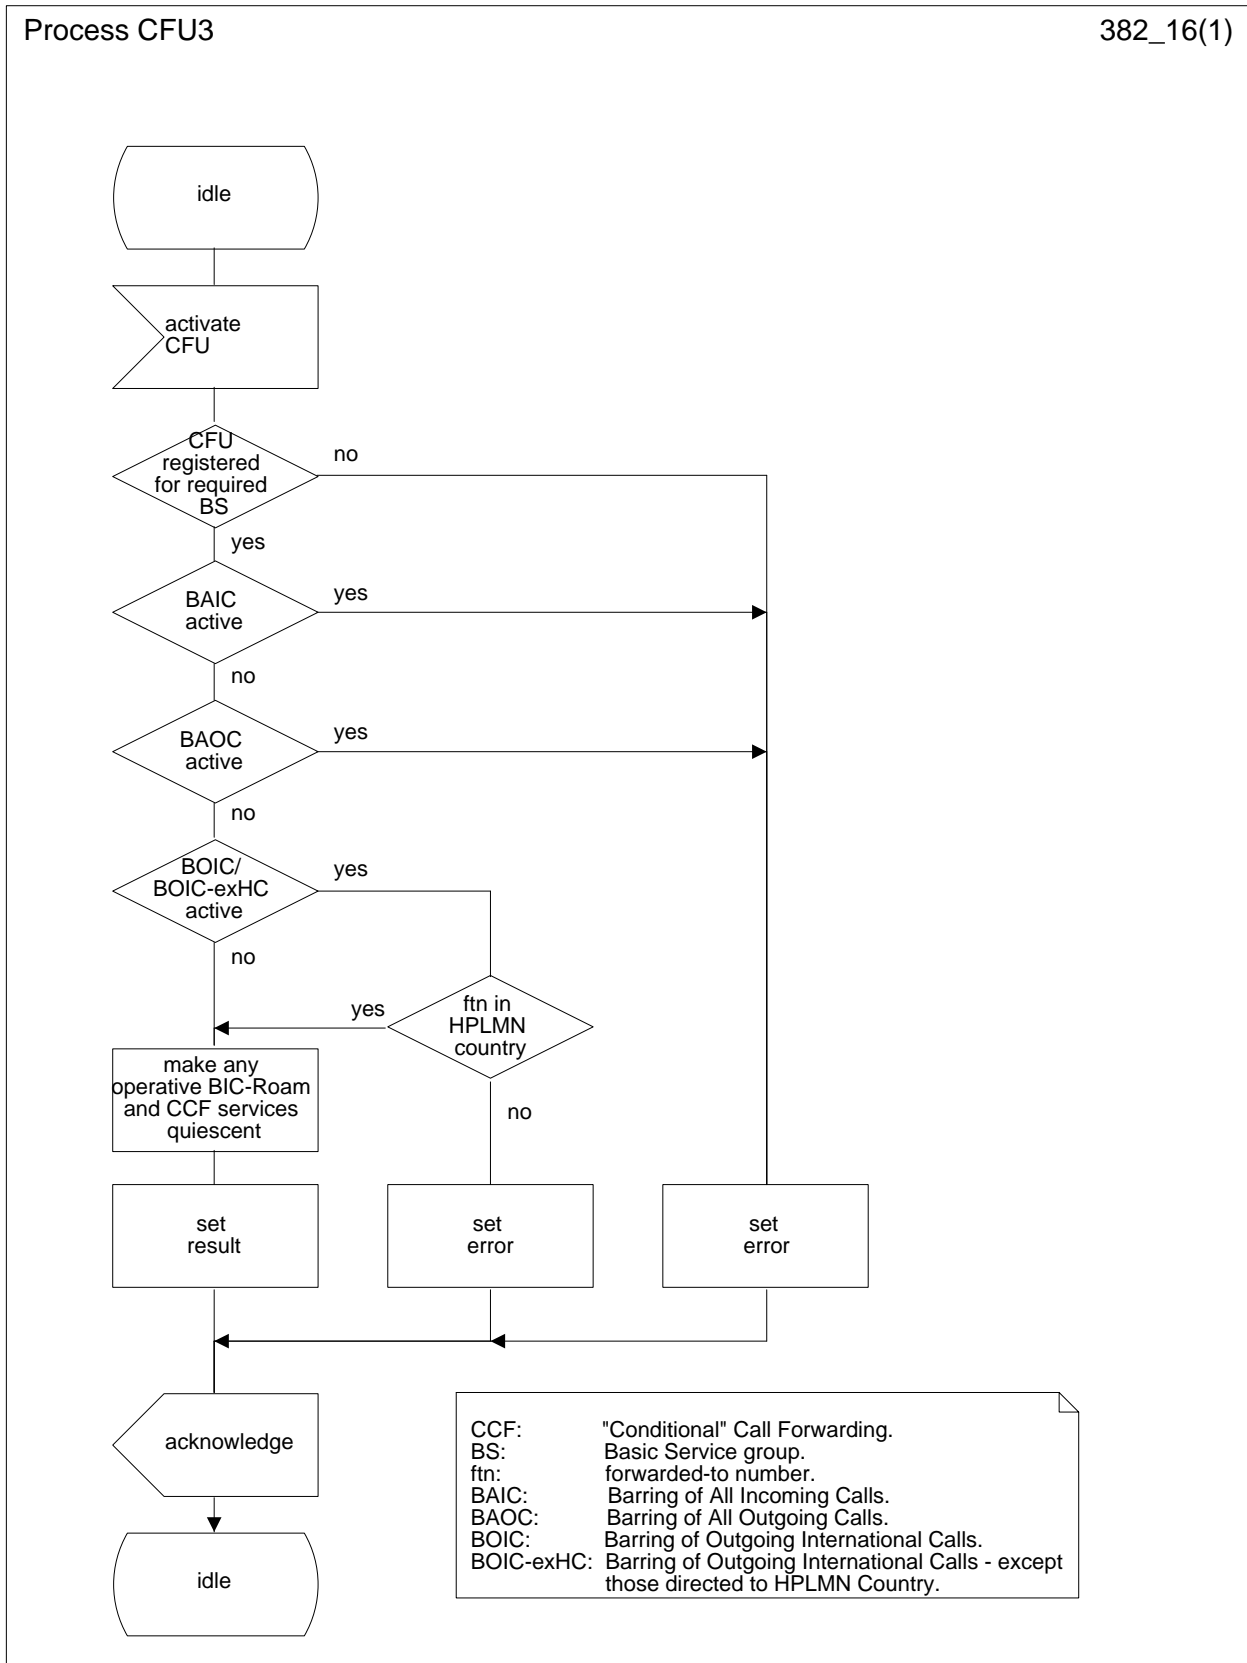 Process CFU3
382_16(1)
idle
activate
CFU
CFU
registered
for required
BS
no
yes
BAIC
active
yes
no
BAOC
active
yes
no
BOIC/
BOIC-exHC
active
yes
no
yes
ftn in
HPLMN
country
make any
operative BIC-Roam
and CCF services
quiescent
no
set
result
set
error
set
error
acknowledge
CCF: "Conditional" Call Forwarding.
BS: Basic Service group.
ftn: forwarded-to number.
BAIC: Barring of All Incoming Calls.
BAOC: Barring of All Outgoing Calls.
BOIC: Barring of Outgoing International Calls.
BOIC-exHC: Barring of Outgoing International Calls - except
those directed to HPLMN Country.
idle